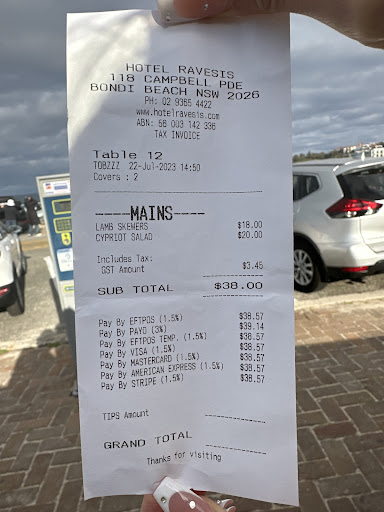 HOTEL RAVESIS
118 CAMPBELL PDE
BONDI BEACH NSW 2026
PH: 02 9365 4422
www.hotelravesis.com
ABN: 56 003 142 336
TAX INVOICE
Table 12
TOBZZZ 22-Jul-2023 14:50
Covers : 2
-----MAINS-----
LAMB SKEWERS $18.00
CYPRIOT SALAD $20.00
Includes Tax:
GST Amount $3.45
SUB TOTAL $38.00
Pay By EFTPOS (1.5%) $38.57
Pay By PAYO (3%) $39.14
Pay By EFTPOS TEMP. (1.5%) $38.57
Pay By VISA (1.5%) $38.57
Pay By MASTERCARD (1.5%) $38.57
Pay By AMERICAN EXPRESS (1.5%) $38.57
Pay By STRIPE (1.5%) $38.57
TIPS Amount
GRAND TOTAL
Thanks for visiting